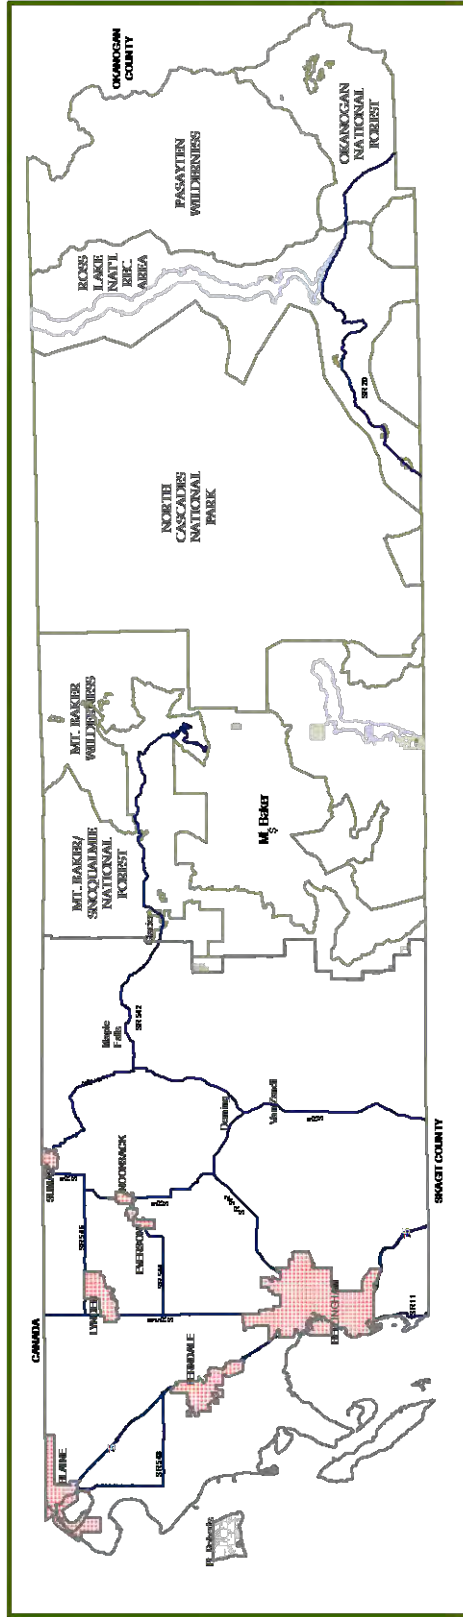 CANADA
BLAINE
SUMAS
LYNDEN
SR 546
NOOKSACK
EVERSON
SR 544
FERNDALE
SR 548
BELLINGHAM
SR 11
Pt. Roberts
Maple
Falls
SR 542
Glacier
Deming
Van Zandt
SKAGIT COUNTY
MT. BAKER/
SNOQUALMIE
NATIONAL
FOREST
MT. BAKER
WILDERNESS
Mt. Baker
NORTH
CASCADES
NATIONAL
PARK
ROSS
LAKE
NAT'L
REC.
AREA
PASAYTEN
WILDERNESS
SR 20
OKANOGAN
NATIONAL
FOREST
OKANOGAN
COUNTY